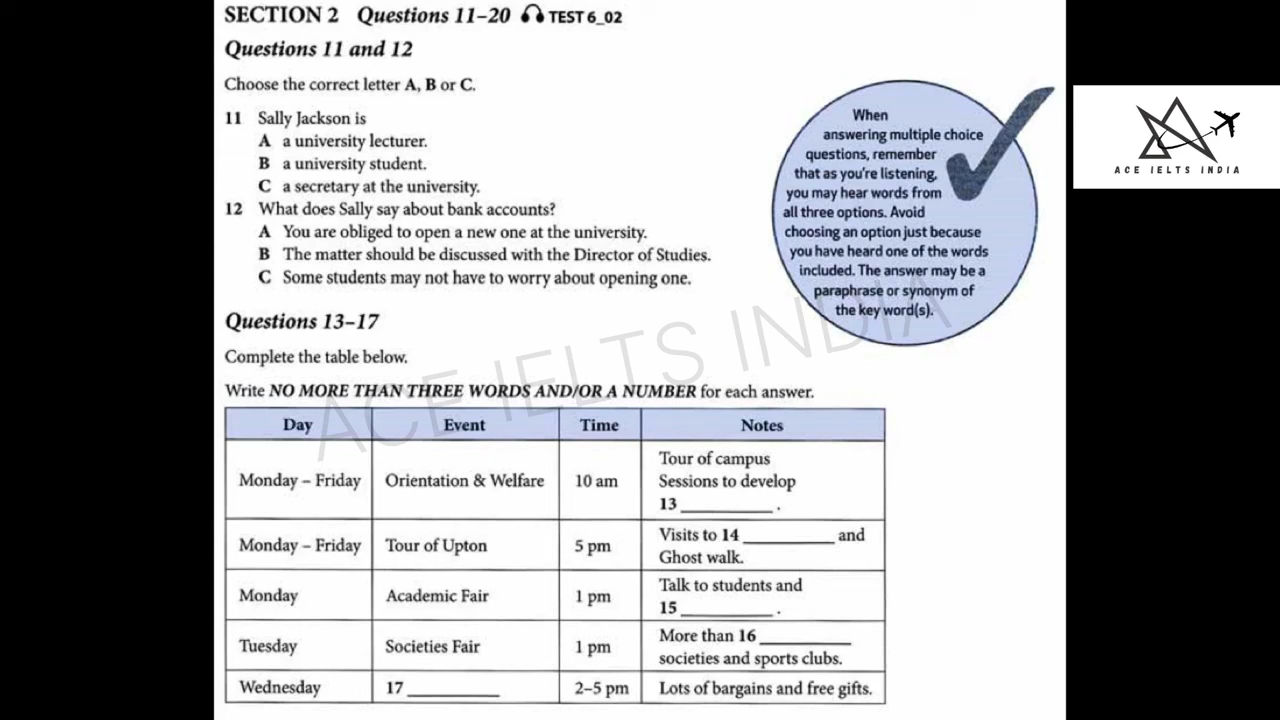 SECTION 2 Questions 11–20 TEST 6_02
Questions 11 and 12
Choose the correct letter A, B or C.
11 Sally Jackson is
A a university lecturer.
B a university student.
C a secretary at the university.
12 What does Sally say about bank accounts?
A You are obliged to open a new one at the university.
B The matter should be discussed with the Director of Studies.
C Some students may not have to worry about opening one.
When
answering multiple choice
questions, remember
that as you're listening,
you may hear words from
all three options. Avoid
choosing an option just because
you have heard one of the words
included. The answer may be a
paraphrase or synonym of
the key word(s).
ACE IELTS INDIA
Questions 13–17
Complete the table below.
Write NO MORE THAN THREE WORDS AND/OR A NUMBER for each answer.
Day Event Time Notes
Monday – Friday Orientation & Welfare 10 am Tour of campus
Sessions to develop
13 __________ .
Monday – Friday Tour of Upton 5 pm Visits to 14 __________ and
Ghost walk.
Monday Academic Fair 1 pm Talk to students and
15 __________ .
Tuesday Societies Fair 1 pm More than 16 __________
societies and sports clubs.
Wednesday 17 __________ 2–5 pm Lots of bargains and free gifts.
ACE IELTS INDIA